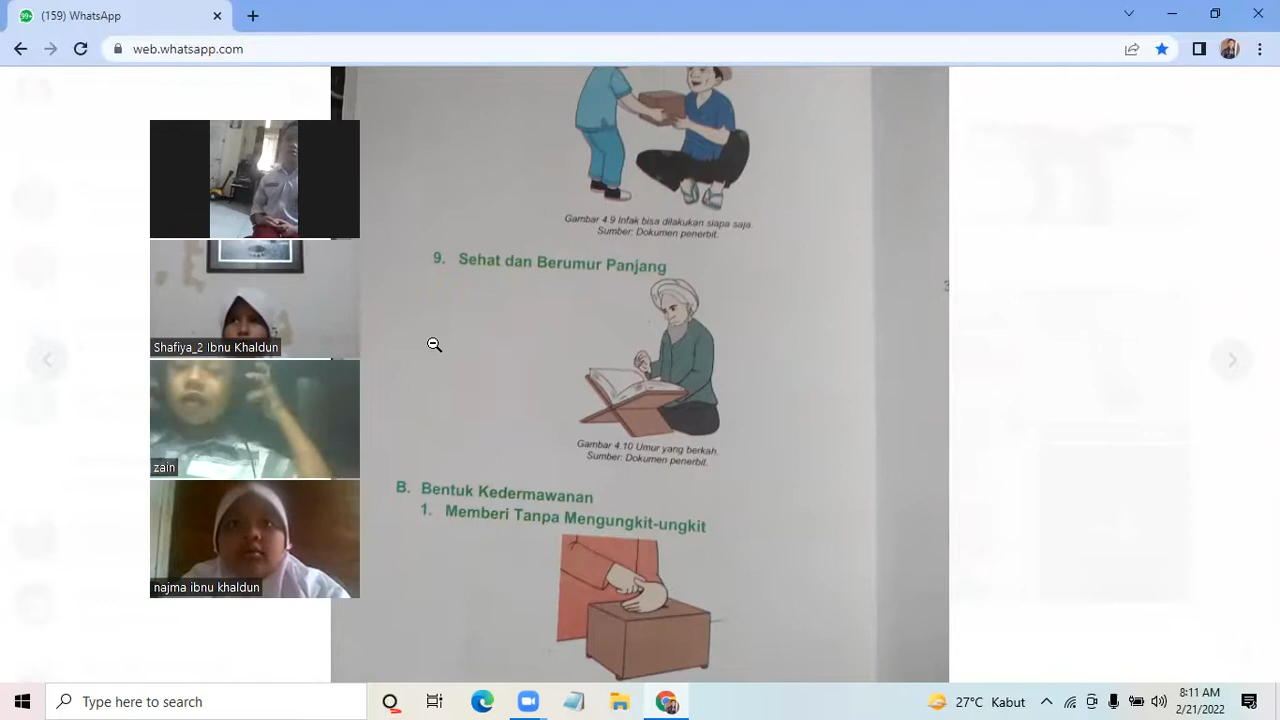 (159) WhatsApp
99+
web.whatsapp.com
Gambar 4.9 Infak bisa dilakukan siapa saja.
Sumber: Dokumen penerbit.
9. Sehat dan Berumur Panjang
Gambar 4.10 Umur yang berkah.
Sumber: Dokumen penerbit.
B. Bentuk Kedermawanan
1. Memberi Tanpa Mengungkit-ungkit
3
Shafiya_2 Ibnu Khaldun
zain
najma ibnu khaldun
Type here to search
27°C Kabut
8:11 AM
2/21/2022